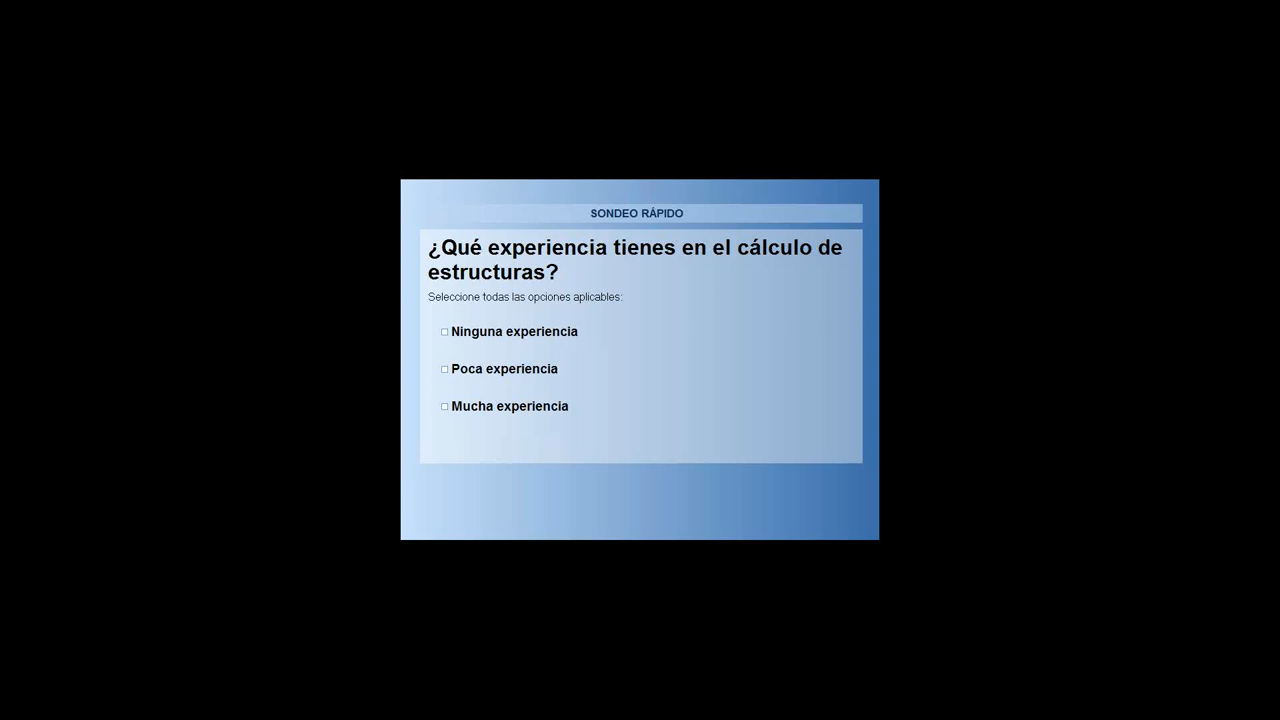 SONDEO RÁPIDO
¿Qué experiencia tienes en el cálculo de
estructuras?
Seleccione todas las opciones aplicables:
Ninguna experiencia
Poca experiencia
Mucha experiencia